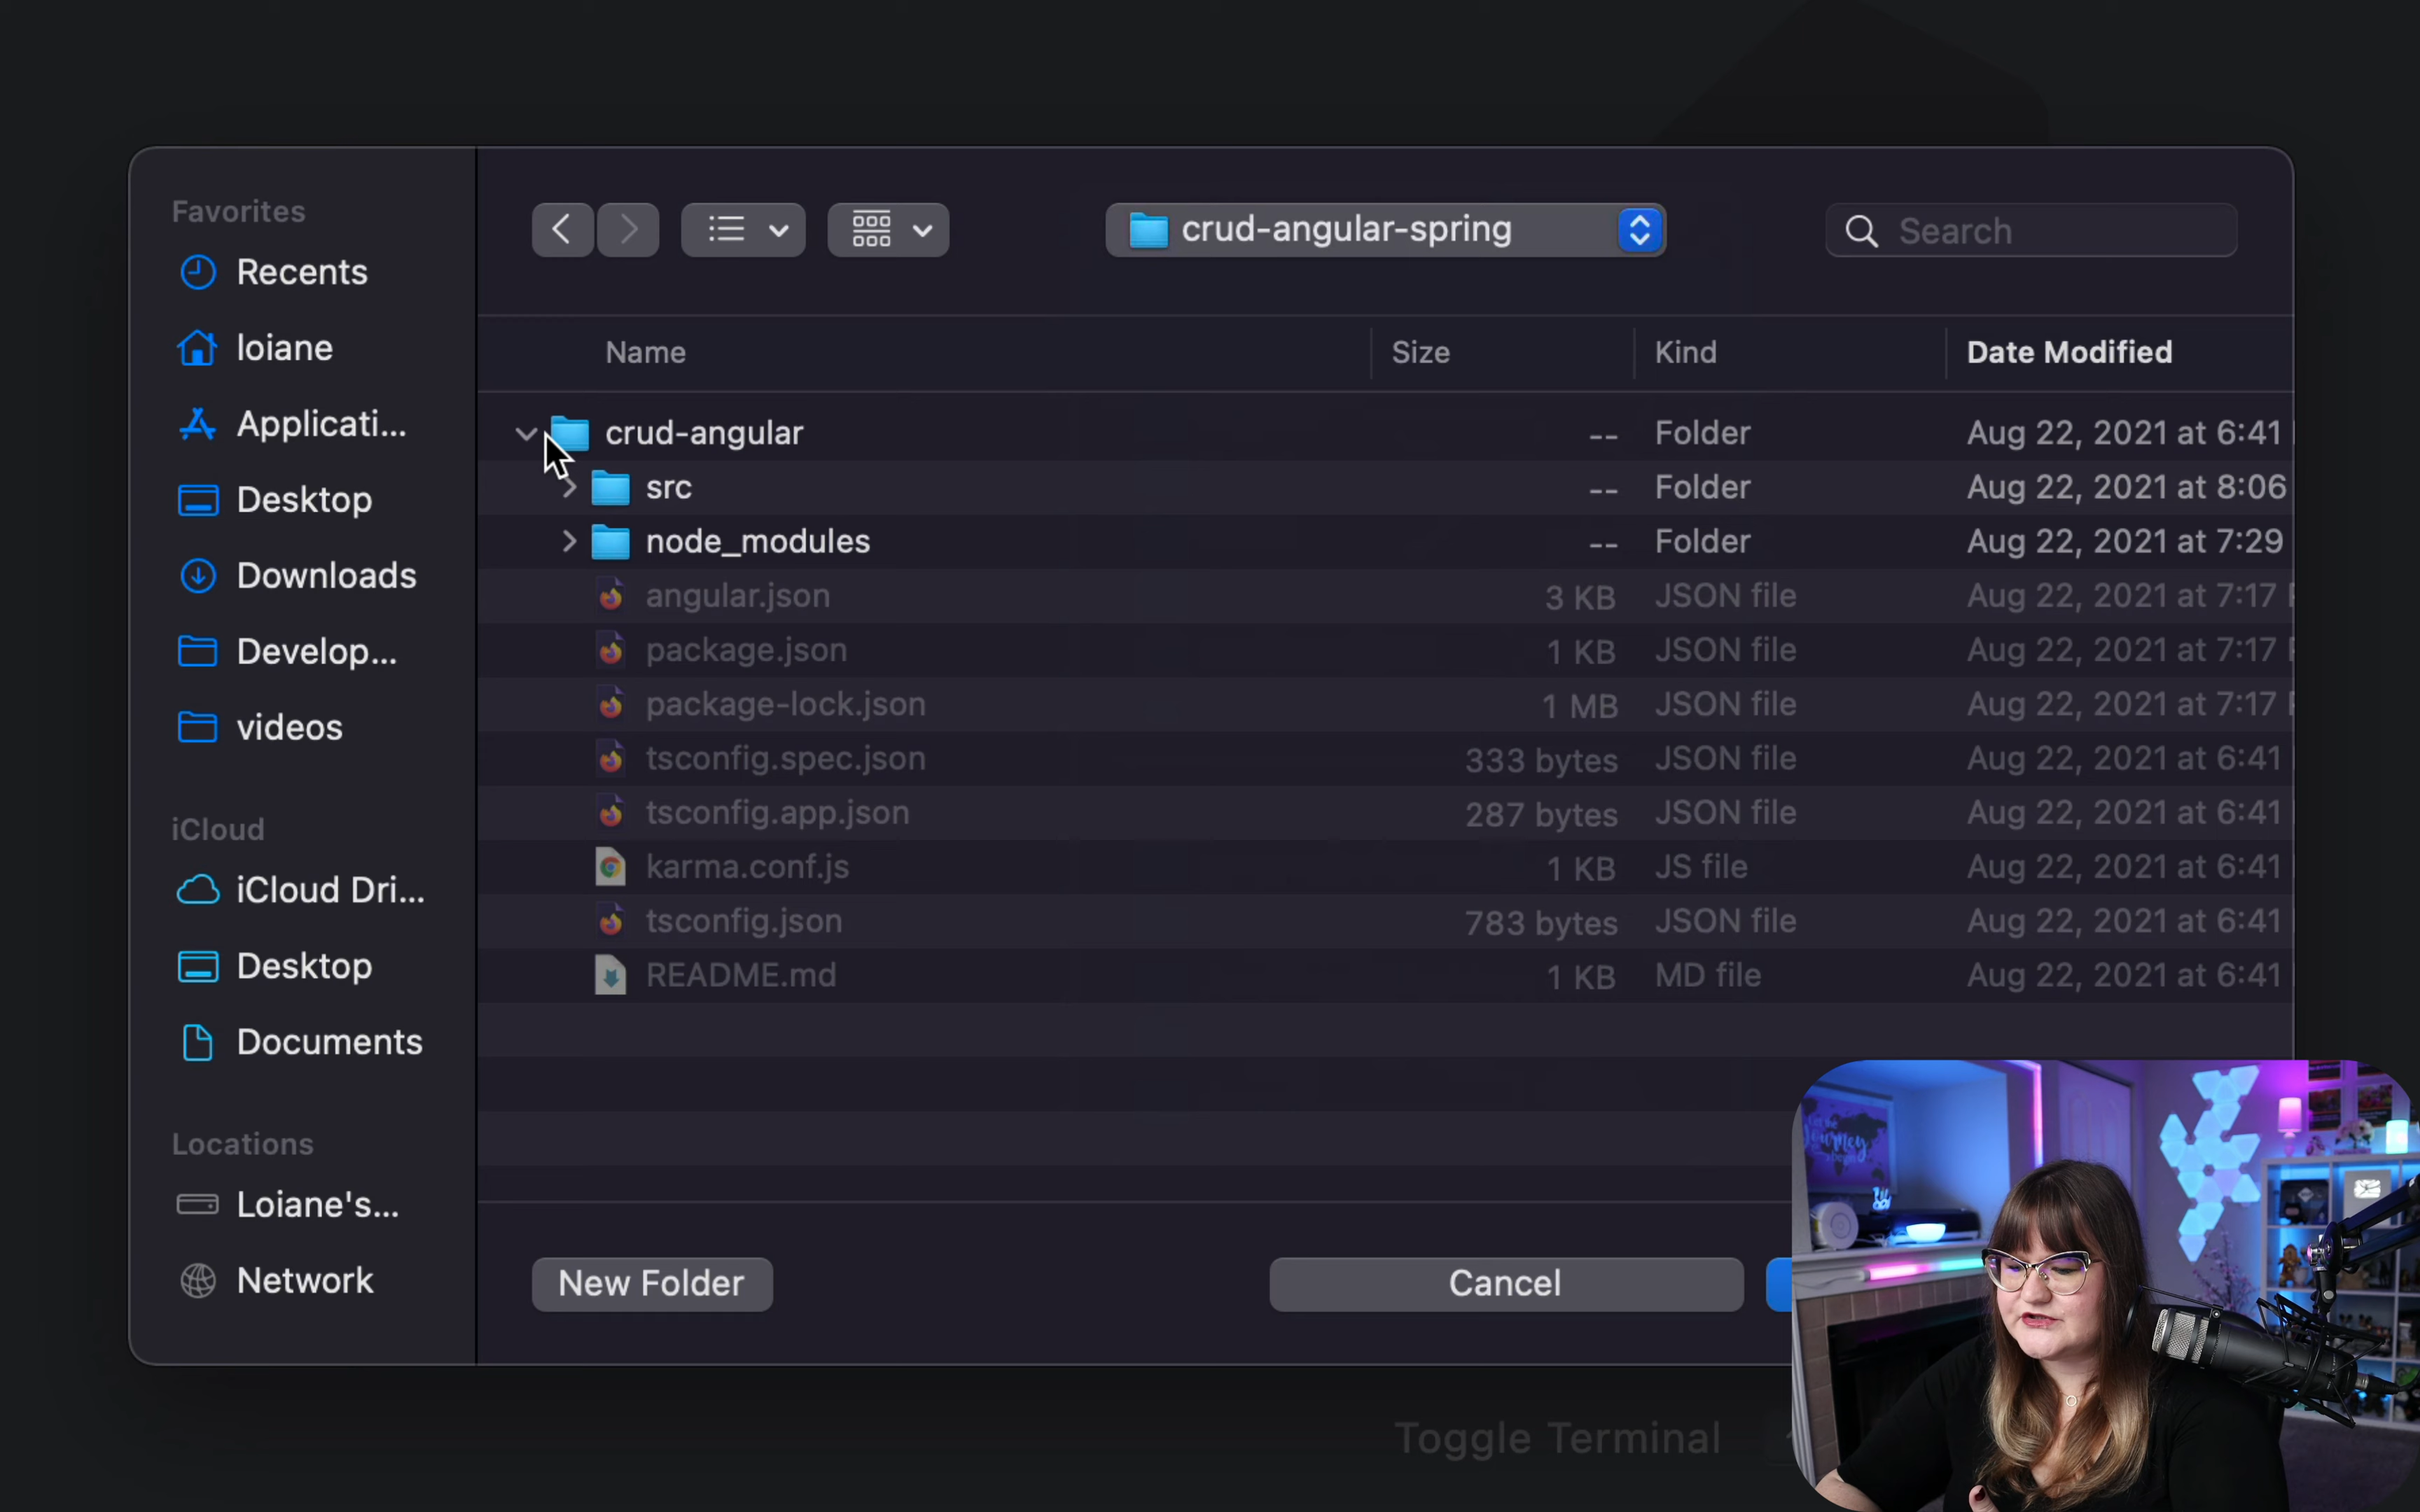 Favorites
Recents
loiane
Applicati...
Desktop
Downloads
Develop...
videos
iCloud
iCloud Dri...
Desktop
Documents
Locations
Loiane's...
Network
crud-angular-spring
Search
Name Size Kind Date Modified
crud-angular -- Folder Aug 22, 2021 at 6:41
src -- Folder Aug 22, 2021 at 8:06
node_modules -- Folder Aug 22, 2021 at 7:29
angular.json 3 KB JSON file Aug 22, 2021 at 7:17
package.json 1 KB JSON file Aug 22, 2021 at 7:17
package-lock.json 1 MB JSON file Aug 22, 2021 at 7:17
tsconfig.spec.json 333 bytes JSON file Aug 22, 2021 at 6:41
tsconfig.app.json 287 bytes JSON file Aug 22, 2021 at 6:41
karma.conf.js 1 KB JS file Aug 22, 2021 at 6:41
tsconfig.json 783 bytes JSON file Aug 22, 2021 at 6:41
README.md 1 KB MD file Aug 22, 2021 at 6:41
New Folder
Cancel
Toggle Terminal
Journey